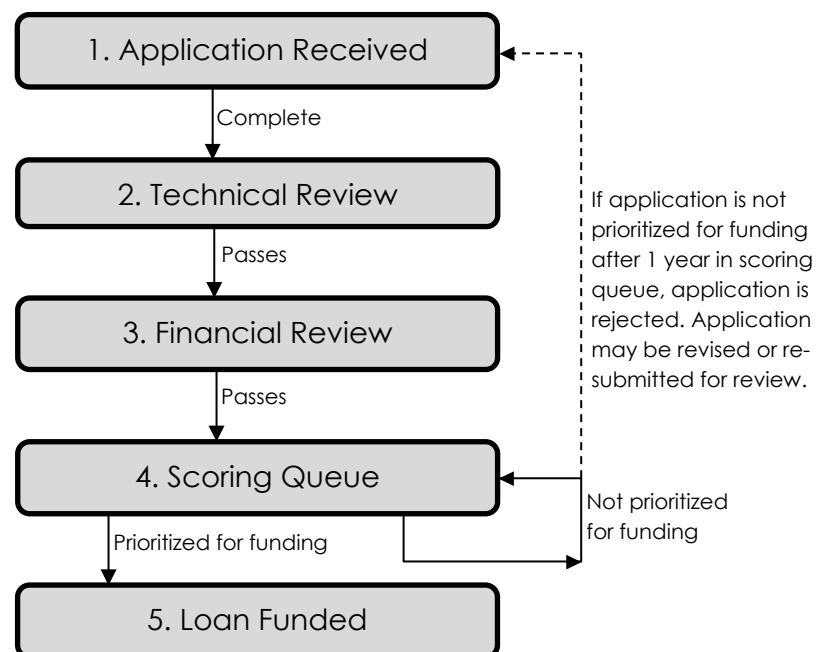 1. Application Received
Complete
2. Technical Review
Passes
3. Financial Review
Passes
4. Scoring Queue
Prioritized for funding
5. Loan Funded
If application is not
prioritized for funding
after 1 year in scoring
queue, application is
rejected. Application
may be revised or re-
submitted for review.
Not prioritized
for funding